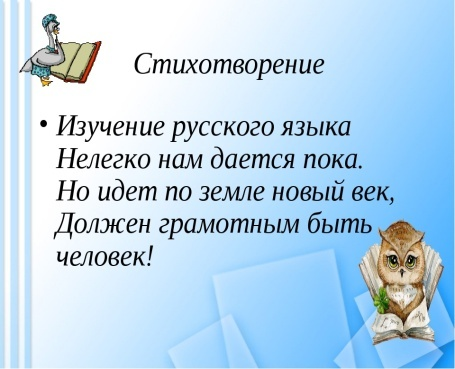 Стихотворение
• Изучение русского языка
Нелегко нам дается пока.
Но идет по земле новый век,
Должен грамотным быть
человек!